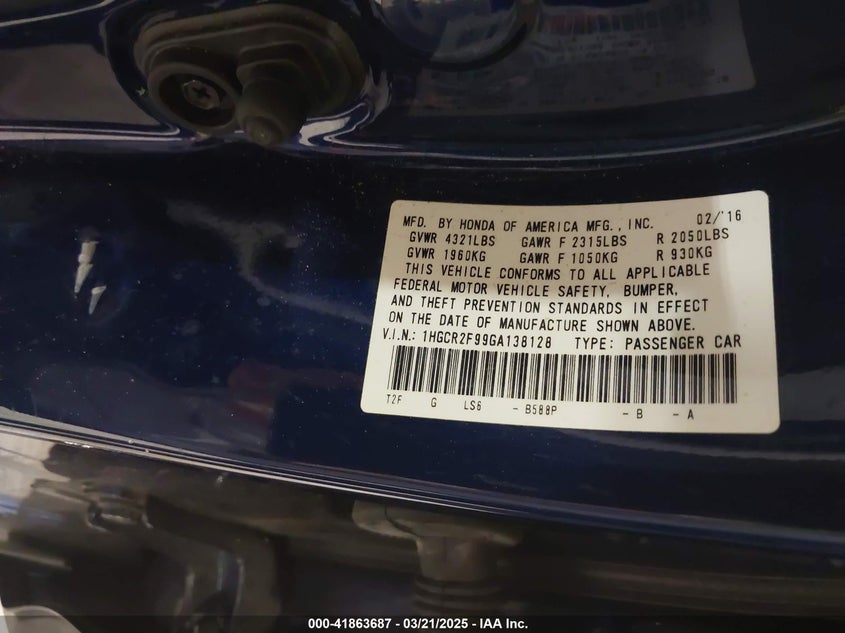 MFD. BY HONDA OF AMERICA MFG., INC. 02/'16
GVWR 4321LBS GAWR F 2315LBS R 2050LBS
GVWR 1960KG GAWR F 1050KG R 930KG
THIS VEHICLE CONFORMS TO ALL APPLICABLE
FEDERAL MOTOR VEHICLE SAFETY, BUMPER,
AND THEFT PREVENTION STANDARDS IN EFFECT
ON THE DATE OF MANUFACTURE SHOWN ABOVE.
V.I.N.: 1HGCR2F99GA138128 TYPE: PASSENGER CAR
T2F G LS6 - B588P - B - A
000-41863687 - 03/21/2025 - IAA Inc.